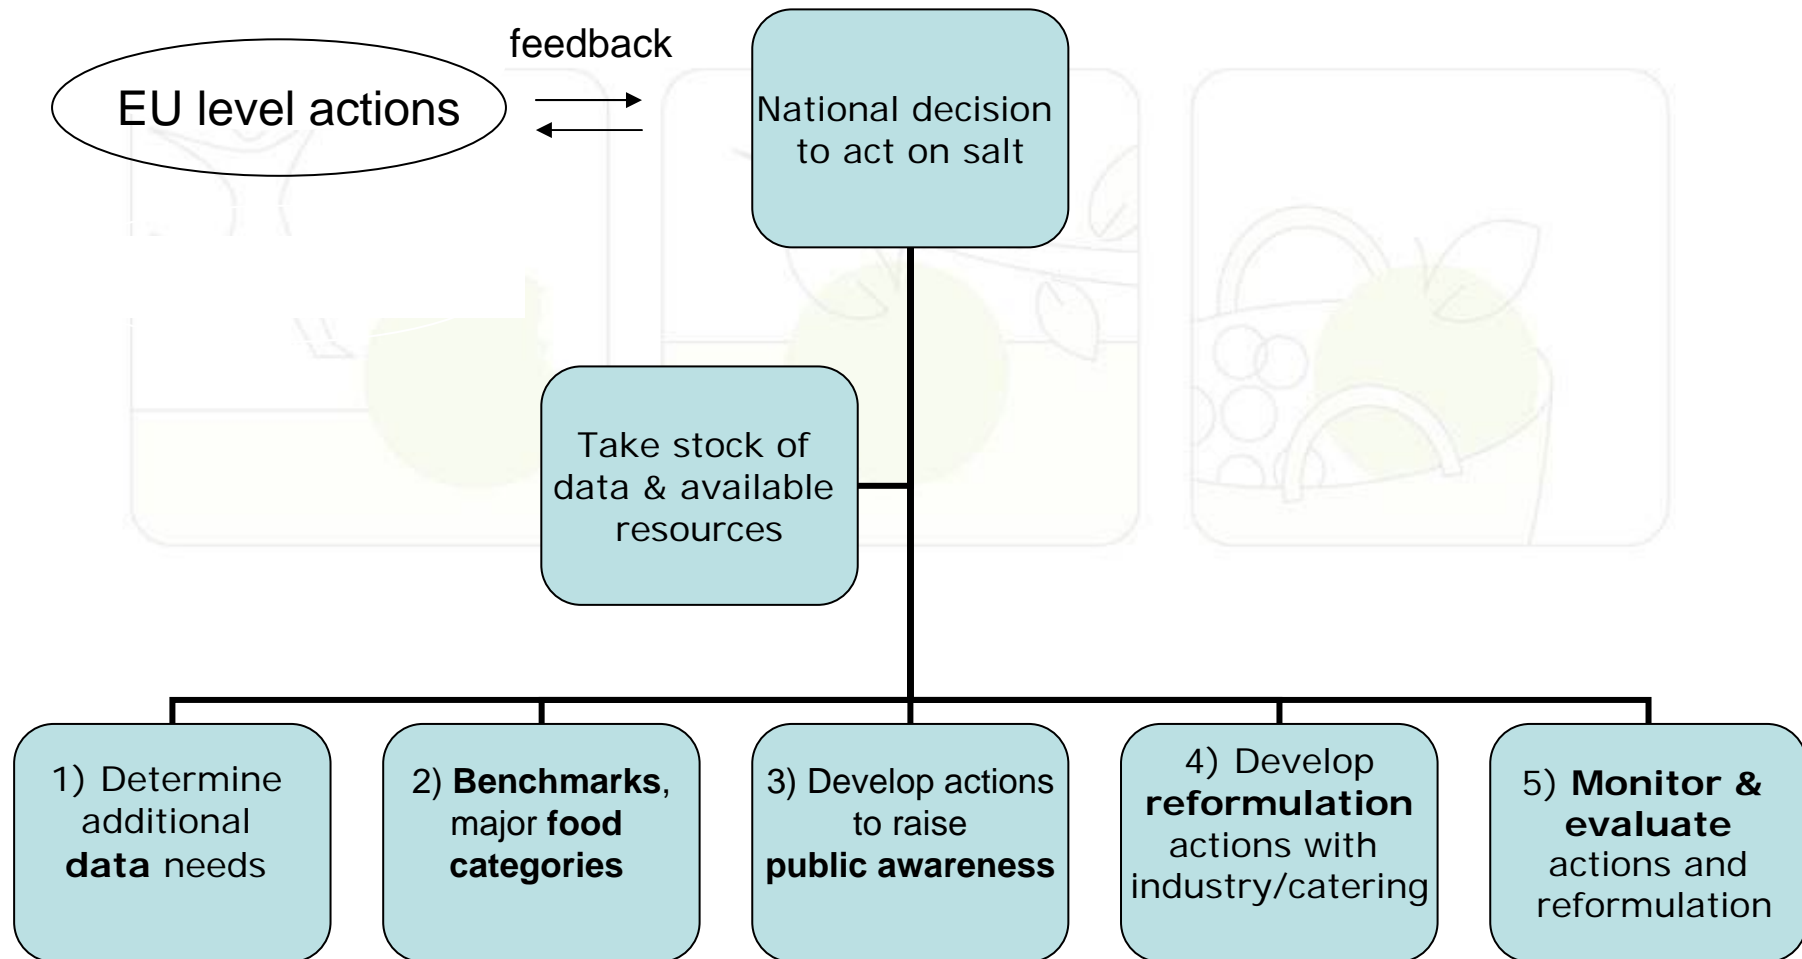 feedback
EU level actions
National decision
to act on salt
Take stock of
data & available
resources
1) Determine
additional
data needs
2) Benchmarks,
major food
categories
3) Develop actions
to raise
public awareness
4) Develop
reformulation
actions with
industry/catering
5) Monitor &
evaluate
actions and
reformulation